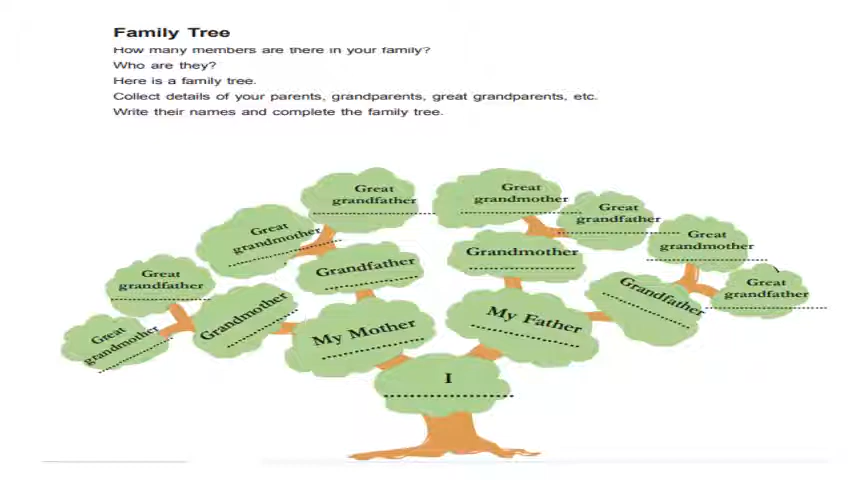 Family Tree
How many members are there in your family?
Who are they?
Here is a family tree.
Collect details of your parents, grandparents, great grandparents, etc.
Write their names and complete the family tree.
Great
grandfather
Great
grandmother
Great
grandmother
Great
grandfather
Great
grandmother
Great
grandfather
Great
grandmother
Great
grandfather
Grandfather
Grandmother
Grandmother
Grandfather
My Mother
My Father
I